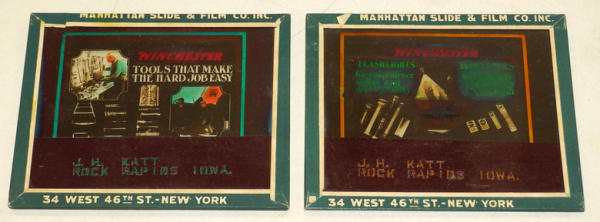 MANHATTAN SLIDE & FILM CO. INC.
WINCHESTER
TOOLS THAT MAKE
THE HARD JOB EASY
J. H. KATT
ROCK RAPIDS IOWA.
34 WEST 46TH ST.-NEW YORK
MANHATTAN SLIDE & FILM CO. INC.
WINCHESTER
FLASHLIGHTS
for convenience
J. H. KATT.
ROCK RAPIDS IOWA.
34 WEST 46TH ST.-NEW YORK